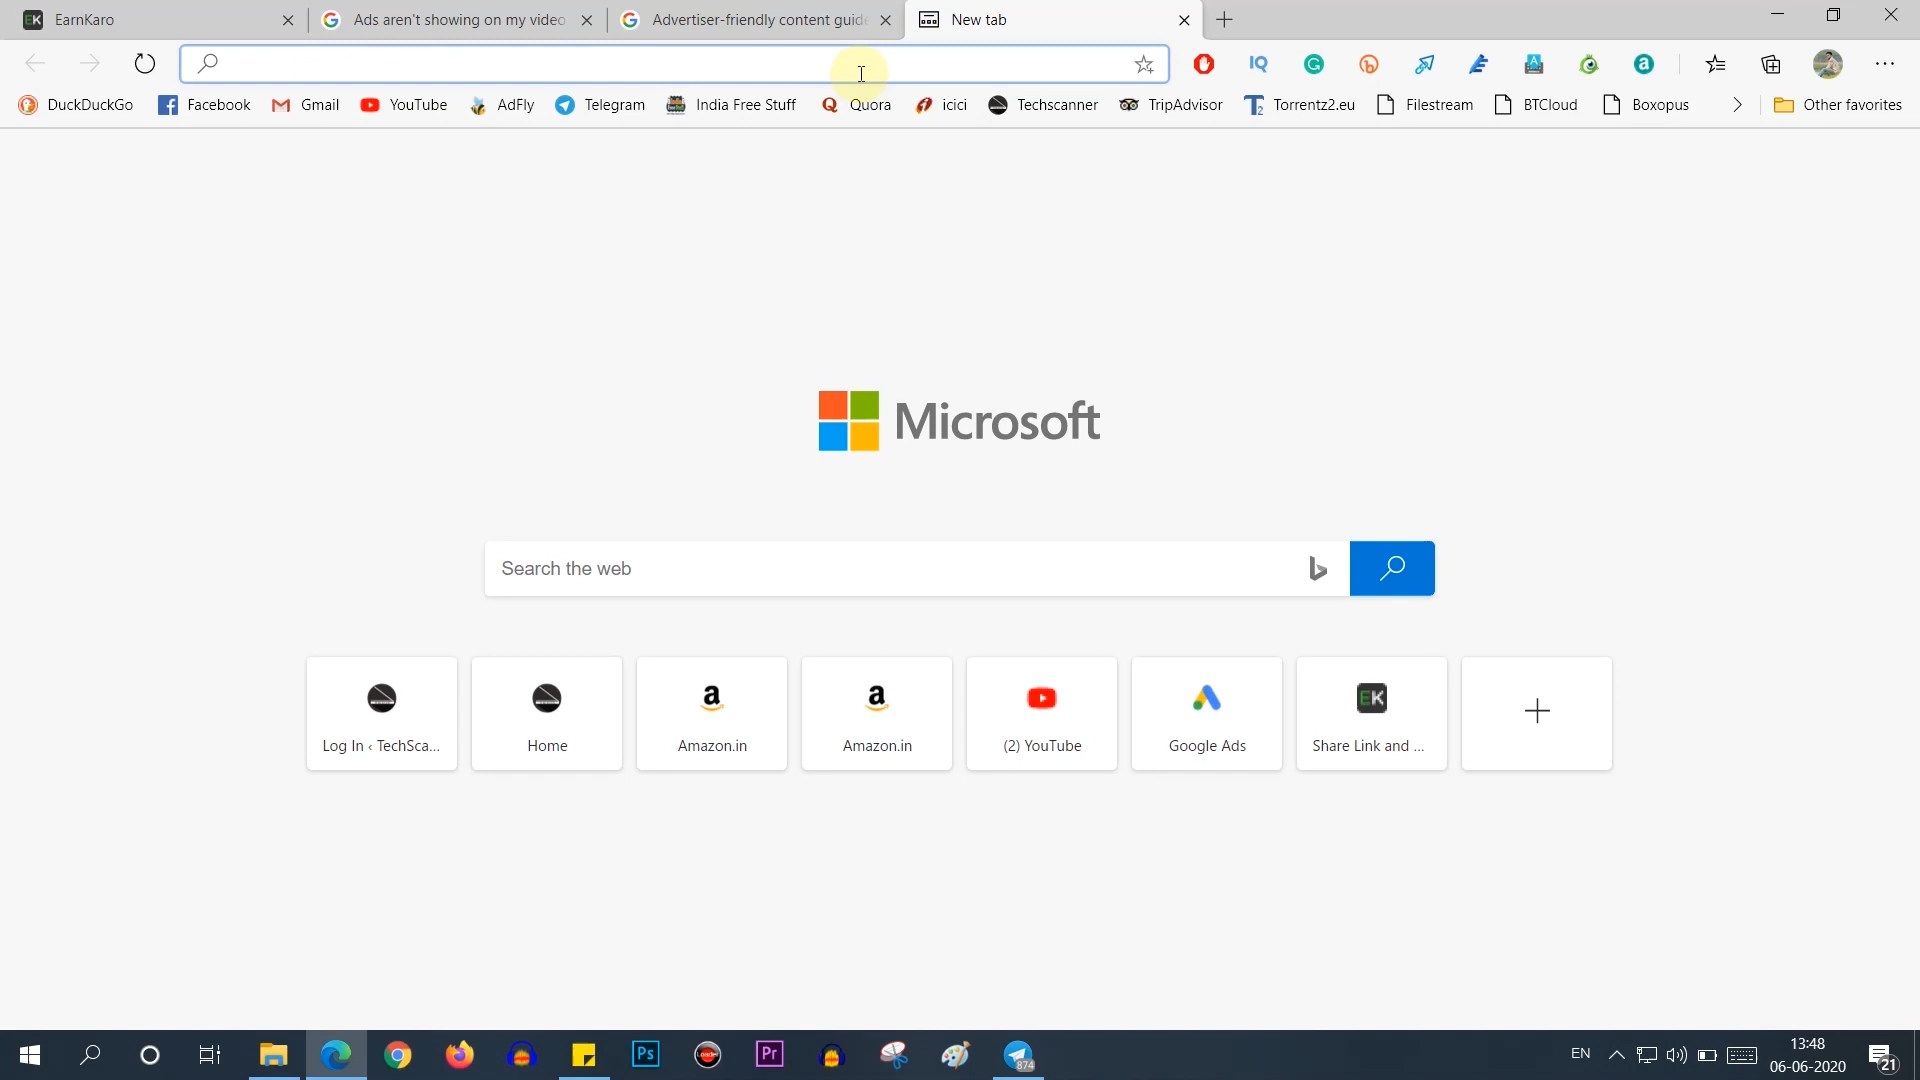 EarnKaro
Ads aren't showing on my video
Advertiser-friendly content guide
New tab
DuckDuckGo
Facebook
Gmail
YouTube
AdFly
Telegram
India Free Stuff
Quora
icici
Techscanner
TripAdvisor
Torrentz2.eu
Filestream
BTCloud
Boxopus
Other favorites
Microsoft
Search the web
Log In ‹ TechSca...
Home
Amazon.in
Amazon.in
(2) YouTube
Google Ads
Share Link and ...
EN
13:48
06-06-2020
21
874